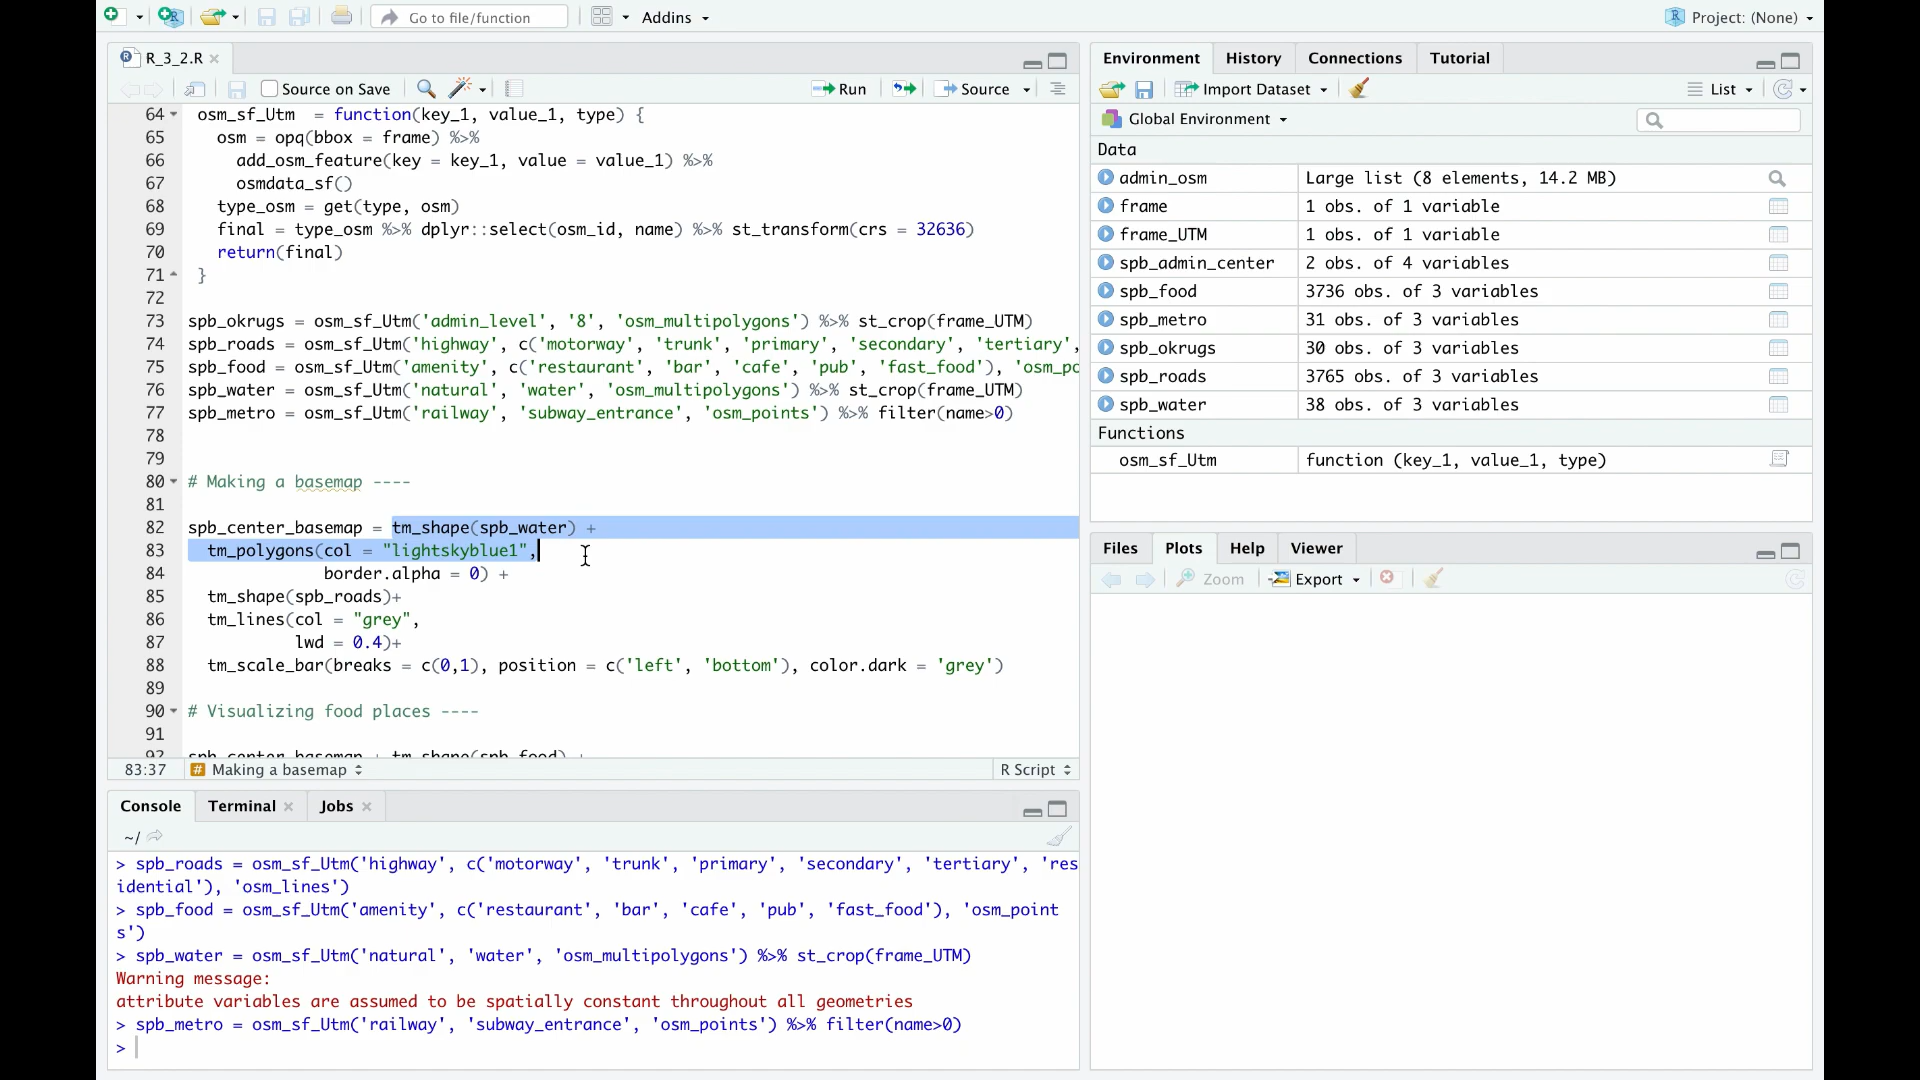 Go to file/function
Addins
Project: (None)
R_3_2.R
Source on Save
Run
Source
64 osm_sf_Utm  = function(key_1, value_1, type) {
65 osm = opq(bbox = frame) %>%
66 add_osm_feature(key = key_1, value = value_1) %>%
67 osmdata_sf()
68 type_osm = get(type, osm)
69 final = type_osm %>% dplyr::select(osm_id, name) %>% st_transform(crs = 32636)
70 return(final)
71 }
72
73 spb_okrugs = osm_sf_Utm('admin_level', '8', 'osm_multipolygons') %>% st_crop(frame_UTM)
74 spb_roads = osm_sf_Utm('highway', c('motorway', 'trunk', 'primary', 'secondary', 'tertiary',
75 spb_food = osm_sf_Utm('amenity', c('restaurant', 'bar', 'cafe', 'pub', 'fast_food'), 'osm_po
76 spb_water = osm_sf_Utm('natural', 'water', 'osm_multipolygons') %>% st_crop(frame_UTM)
77 spb_metro = osm_sf_Utm('railway', 'subway_entrance', 'osm_points') %>% filter(name>0)
78
79
80 # Making a basemap ----
81
82 spb_center_basemap = tm_shape(spb_water) +
83 tm_polygons(col = "lightskyblue1",
84 border.alpha = 0) +
85 tm_shape(spb_roads)+
86 tm_lines(col = "grey",
87 lwd = 0.4)+
88 tm_scale_bar(breaks = c(0,1), position = c('left', 'bottom'), color.dark = 'grey')
89
90 # Visualizing food places ----
91
92 spb_center_basemap + tm_shape(spb_food) +
83:37 Making a basemap
R Script
Console Terminal Jobs
~/
> spb_roads = osm_sf_Utm('highway', c('motorway', 'trunk', 'primary', 'secondary', 'tertiary', 'res
idential'), 'osm_lines')
> spb_food = osm_sf_Utm('amenity', c('restaurant', 'bar', 'cafe', 'pub', 'fast_food'), 'osm_point
s')
> spb_water = osm_sf_Utm('natural', 'water', 'osm_multipolygons') %>% st_crop(frame_UTM)
Warning message:
attribute variables are assumed to be spatially constant throughout all geometries
> spb_metro = osm_sf_Utm('railway', 'subway_entrance', 'osm_points') %>% filter(name>0)
>
Environment History Connections Tutorial
Import Dataset
List
Global Environment
Data
admin_osm Large list (8 elements, 14.2 MB)
frame 1 obs. of 1 variable
frame_UTM 1 obs. of 1 variable
spb_admin_center 2 obs. of 4 variables
spb_food 3736 obs. of 3 variables
spb_metro 31 obs. of 3 variables
spb_okrugs 30 obs. of 3 variables
spb_roads 3765 obs. of 3 variables
spb_water 38 obs. of 3 variables
Functions
osm_sf_Utm function (key_1, value_1, type)
Files Plots Help Viewer
Zoom
Export